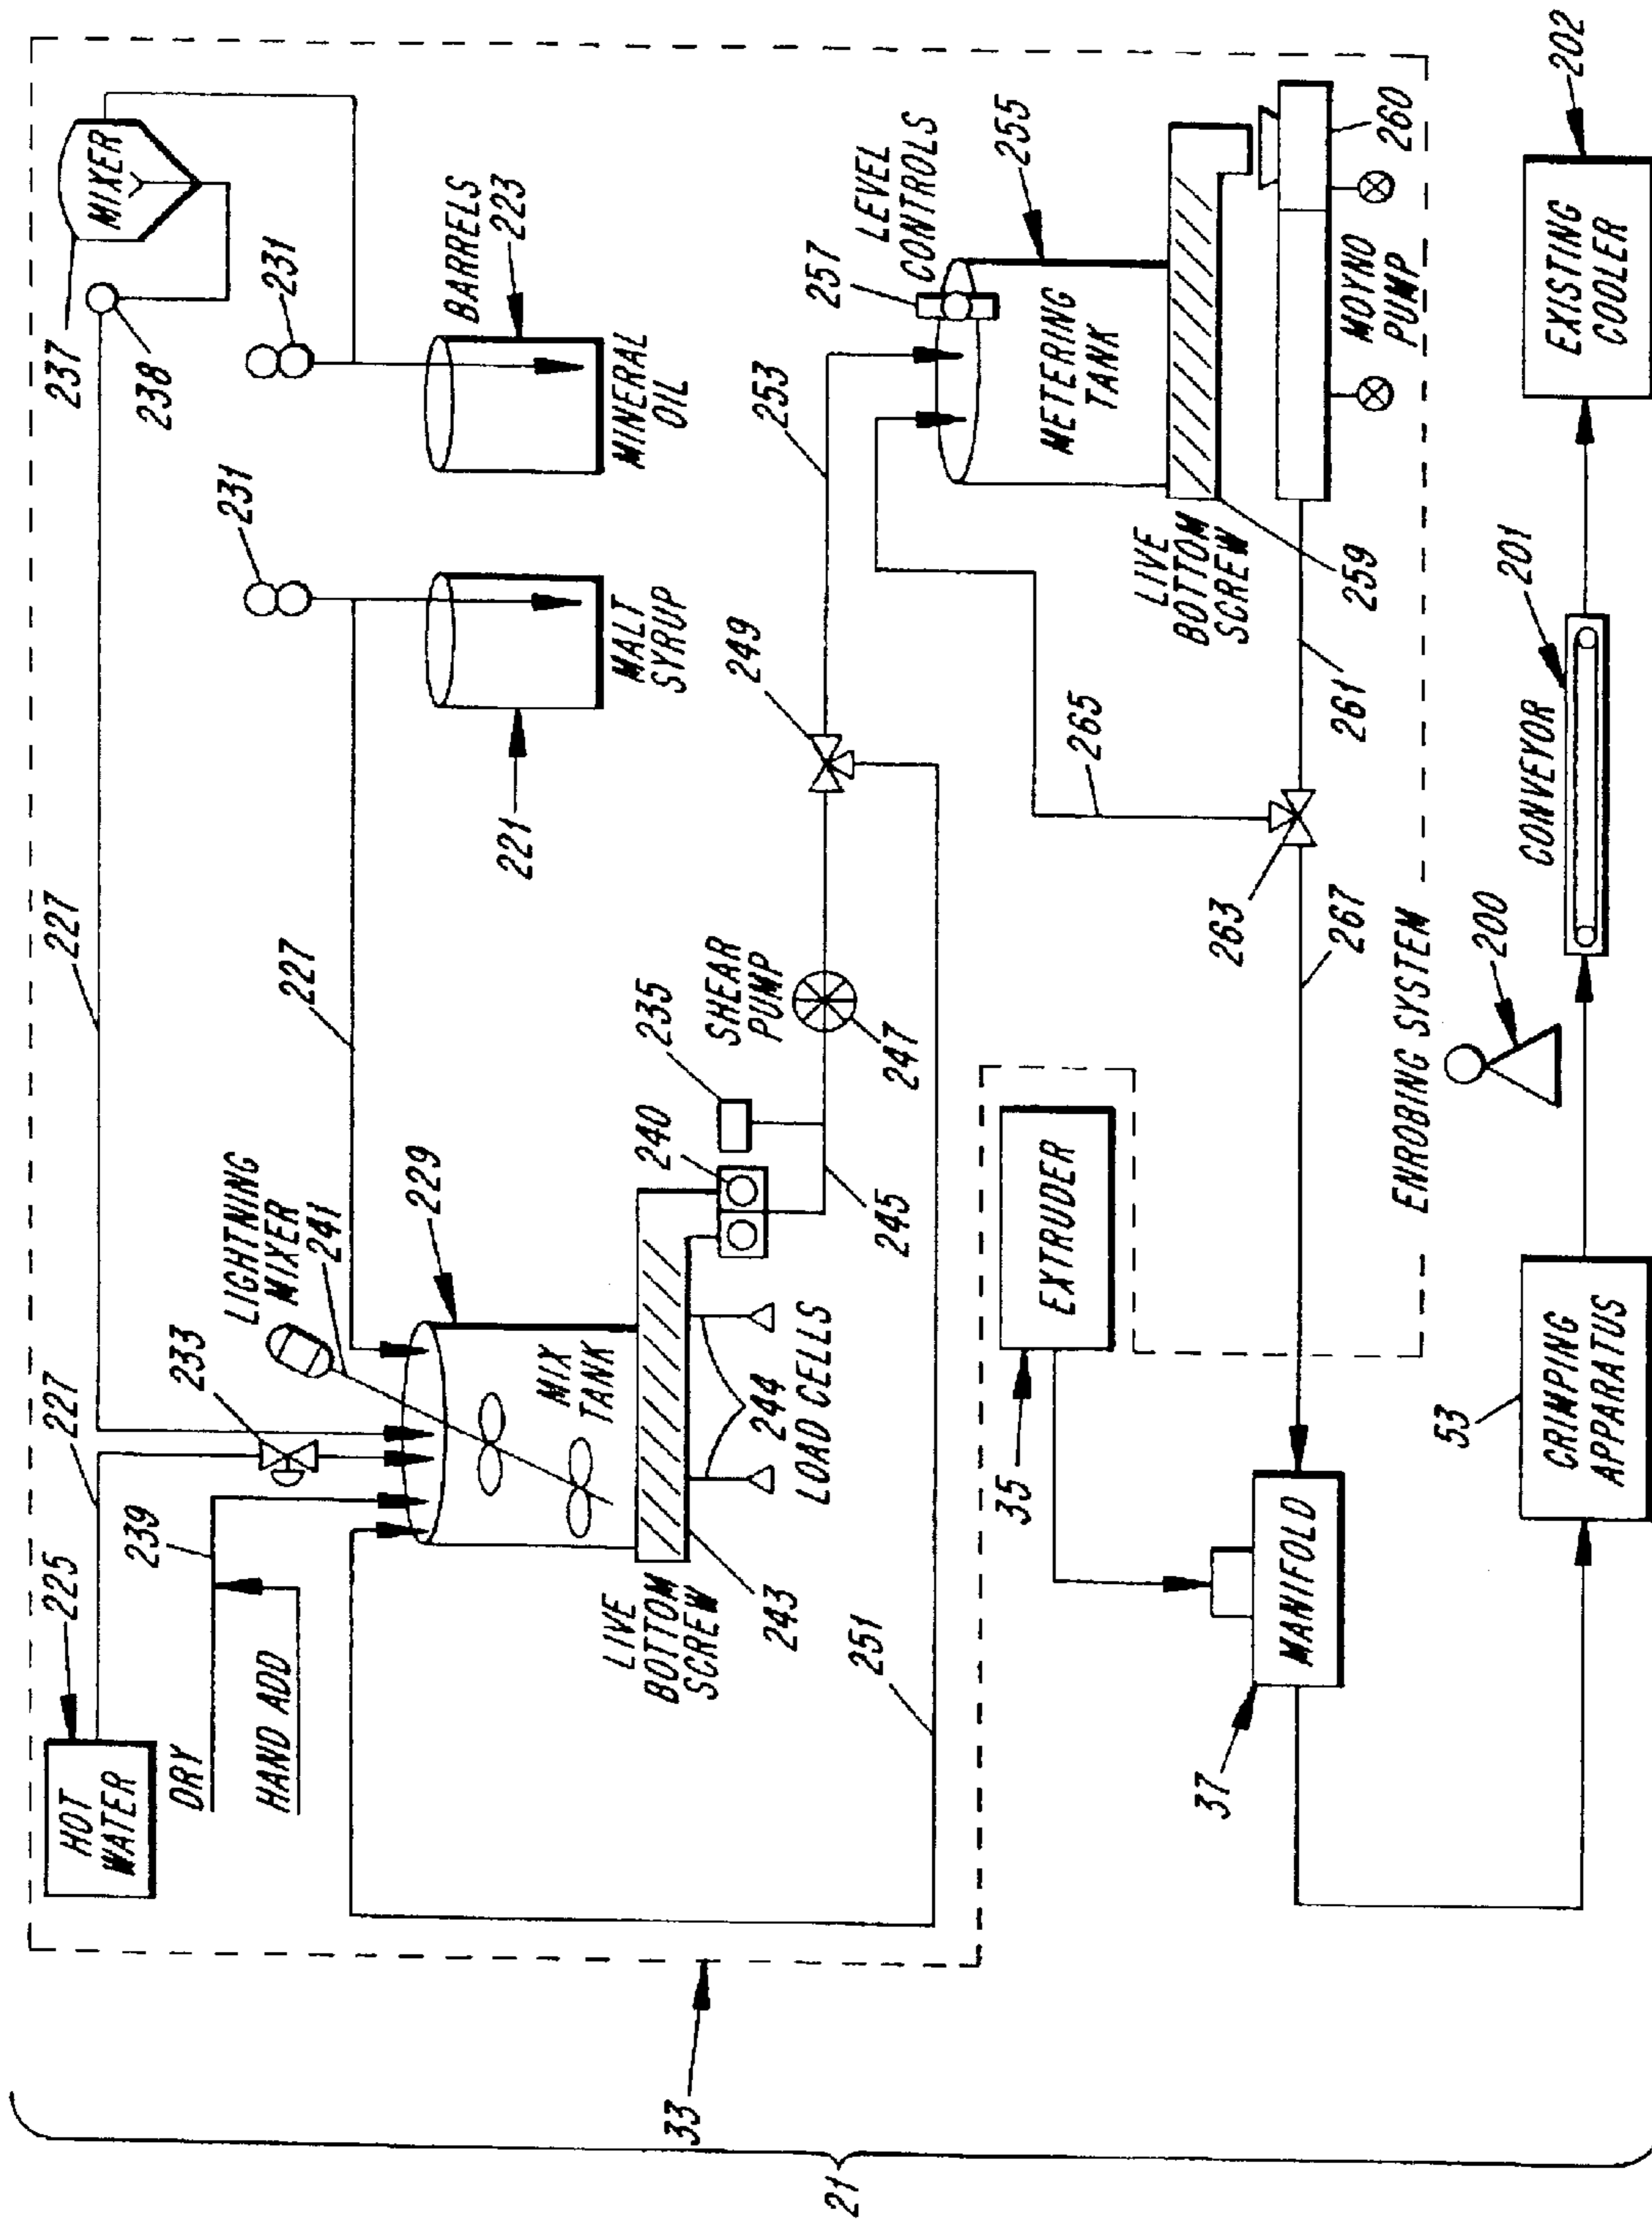 HOT
WATER
225
227
DRY
HAND ADD
239
233
227
LIGHTNING
MIXER
241
227
237
MIXER
238
231
231
BARRELS
223
MINERAL
OIL
MALT
SYRUP
221
229
MIX
TANK
LIVE
BOTTOM
SCREW
243
244
LOAD CELLS
240
235
SHEAR
PUMP
245
247
249
251
253
257
LEVEL
CONTROLS
255
METERING
TANK
LIVE
BOTTOM
SCREW
259
260
MOYNO
PUMP
261
263
265
267
33
21
EXTRUDER
35
ENROBING SYSTEM
MANIFOLD
37
53
CRIMPING
APPARATUS
200
CONVEYOR
201
EXISTING
COOLER
202